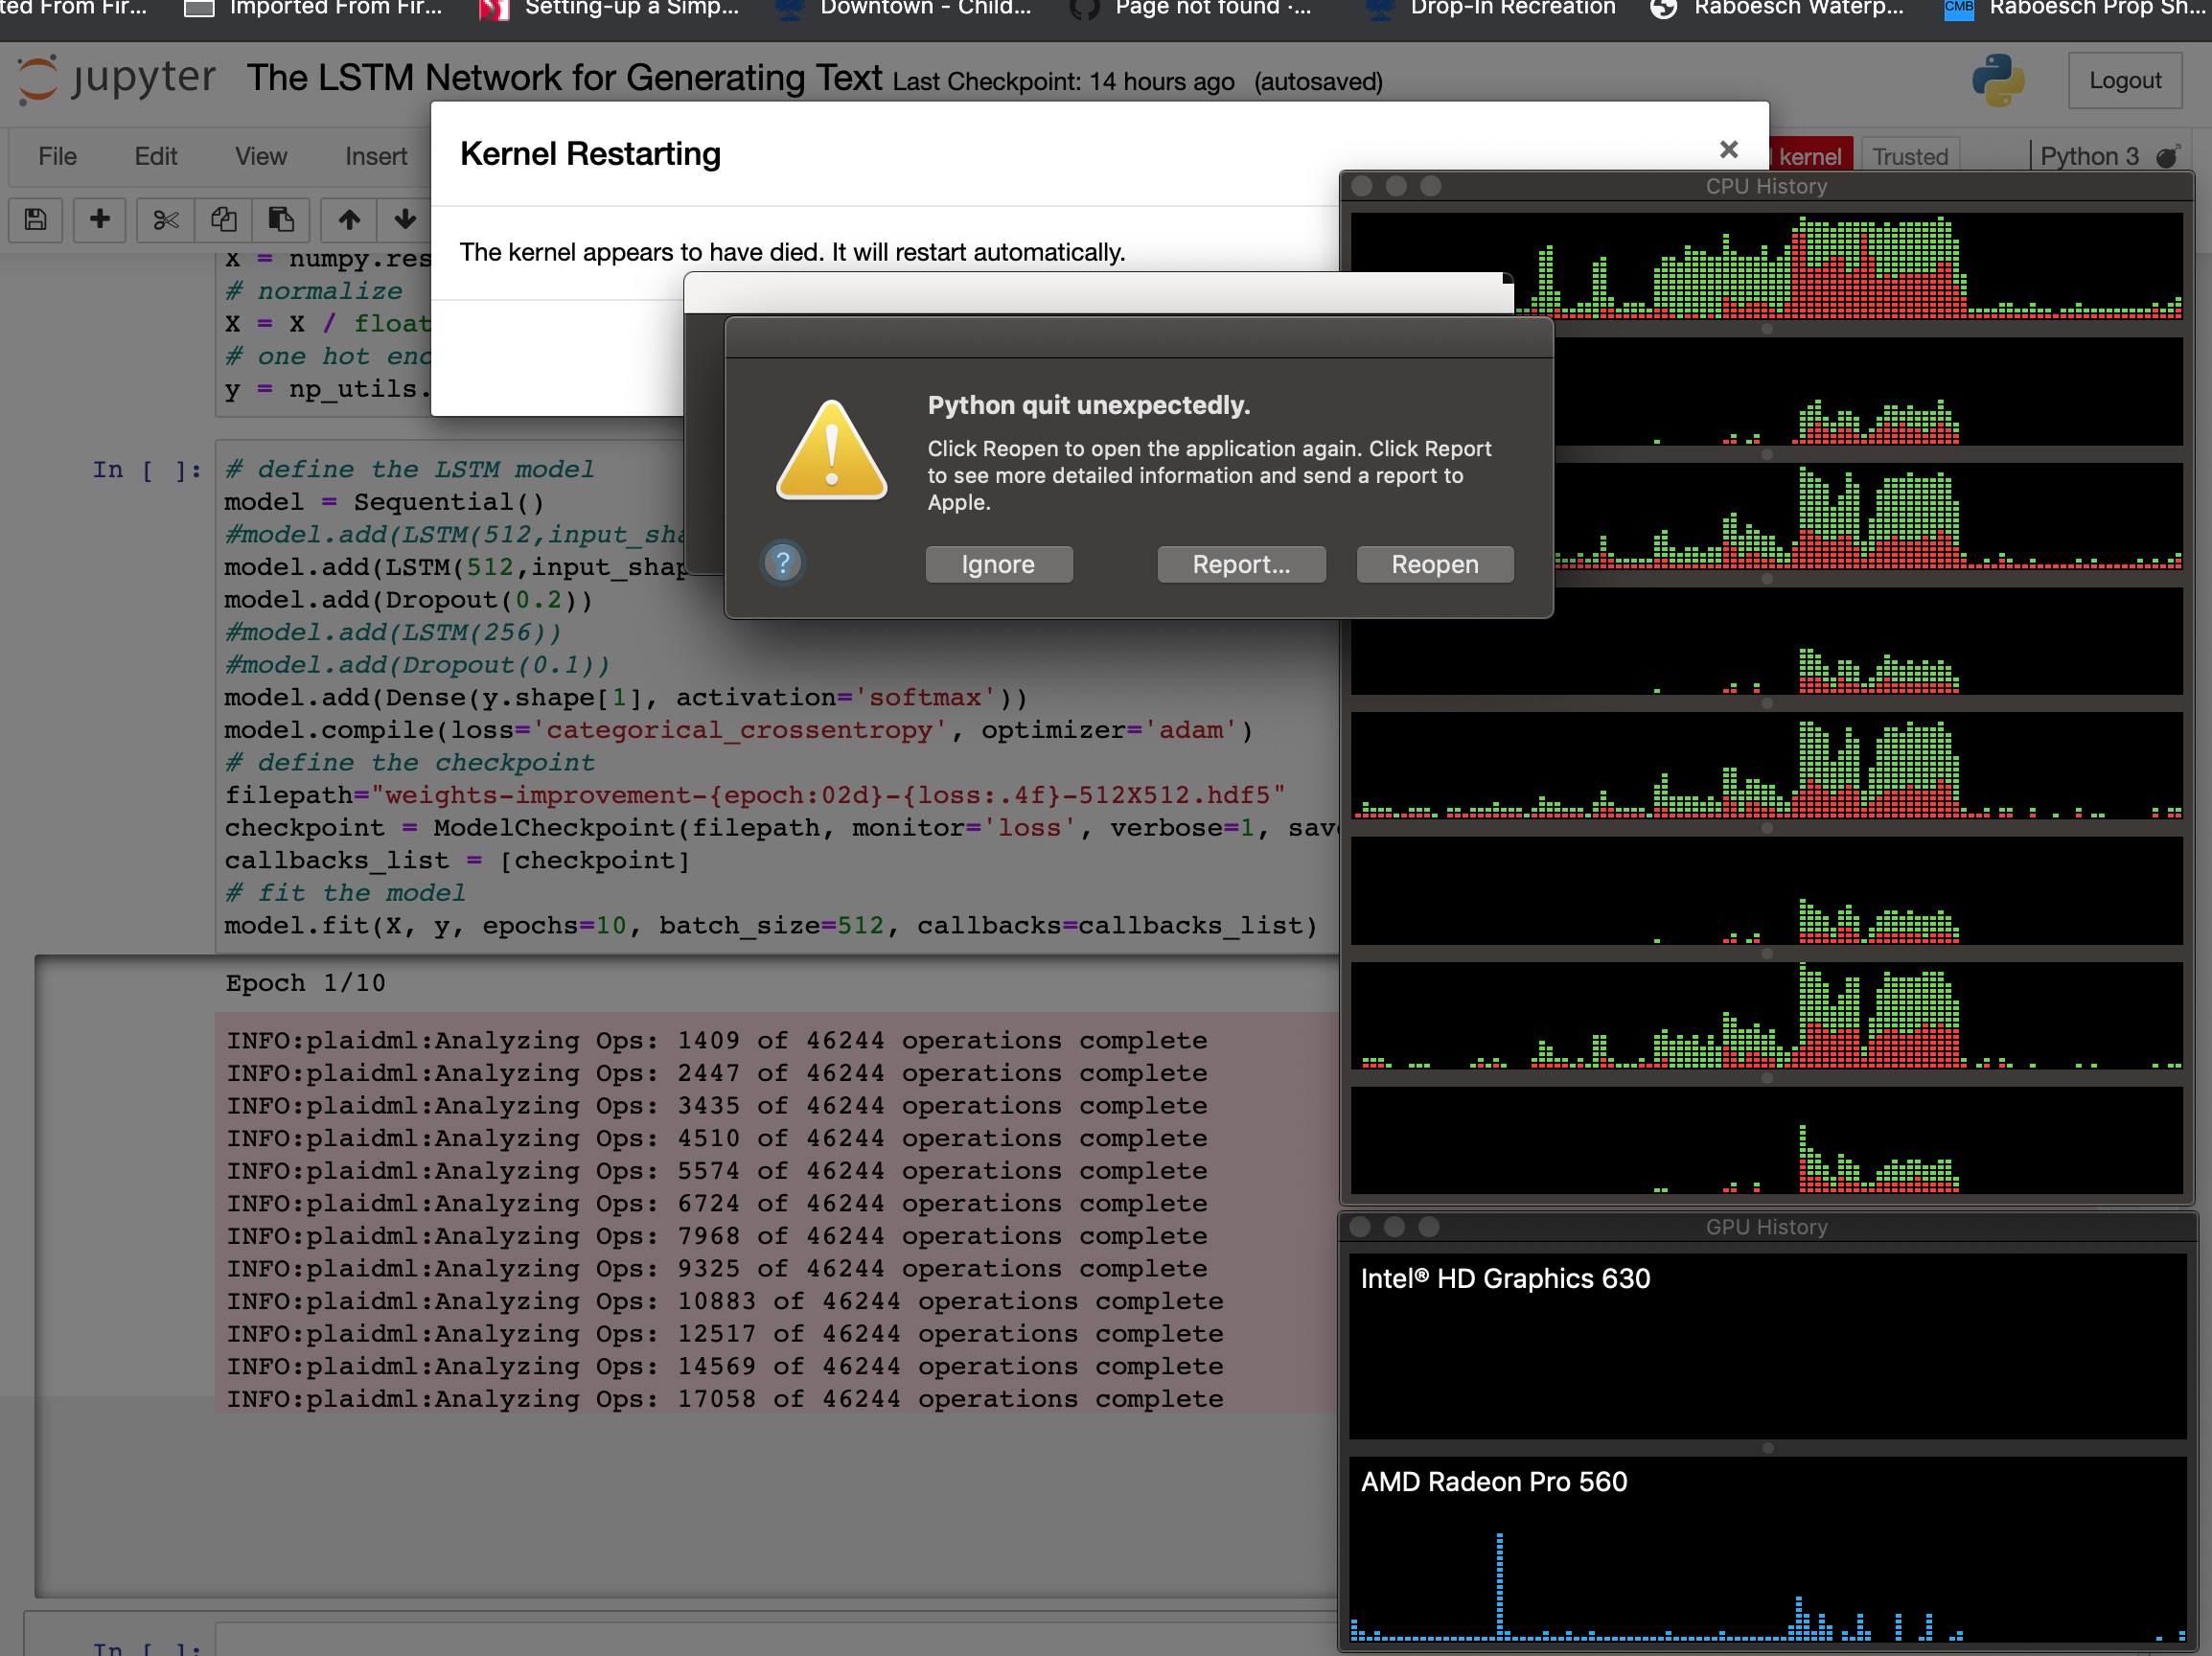 ted From Fir...
Imported From Fir...
Setting-up a Simp...
Downtown - Child...
Page not found ·...
Drop-In Recreation
Raboesch Waterp...
CMB
Raboesch Prop Sh...
jupyter
The LSTM Network for Generating Text Last Checkpoint: 14 hours ago (autosaved)
Logout
File
Edit
View
Insert
kernel
Trusted
Python 3
Kernel Restarting
×
The kernel appears to have died. It will restart automatically.
X = numpy.res
# normalize
X = X / float
# one hot enc
y = np_utils.
In [ ]:
# define the LSTM model
model = Sequential()
#model.add(LSTM(512,input_sha
model.add(LSTM(512,input_shap
model.add(Dropout(0.2))
#model.add(LSTM(256))
#model.add(Dropout(0.1))
model.add(Dense(y.shape[1], activation='softmax'))
model.compile(loss='categorical_crossentropy', optimizer='adam')
# define the checkpoint
filepath="weights-improvement-{epoch:02d}-{loss:.4f}-512X512.hdf5"
checkpoint = ModelCheckpoint(filepath, monitor='loss', verbose=1, sav
callbacks_list = [checkpoint]
# fit the model
model.fit(X, y, epochs=10, batch_size=512, callbacks=callbacks_list)
Python quit unexpectedly.
Click Reopen to open the application again. Click Report
to see more detailed information and send a report to
Apple.
?
Ignore
Report...
Reopen
Epoch 1/10
INFO:plaidml:Analyzing Ops: 1409 of 46244 operations complete
INFO:plaidml:Analyzing Ops: 2447 of 46244 operations complete
INFO:plaidml:Analyzing Ops: 3435 of 46244 operations complete
INFO:plaidml:Analyzing Ops: 4510 of 46244 operations complete
INFO:plaidml:Analyzing Ops: 5574 of 46244 operations complete
INFO:plaidml:Analyzing Ops: 6724 of 46244 operations complete
INFO:plaidml:Analyzing Ops: 7968 of 46244 operations complete
INFO:plaidml:Analyzing Ops: 9325 of 46244 operations complete
INFO:plaidml:Analyzing Ops: 10883 of 46244 operations complete
INFO:plaidml:Analyzing Ops: 12517 of 46244 operations complete
INFO:plaidml:Analyzing Ops: 14569 of 46244 operations complete
INFO:plaidml:Analyzing Ops: 17058 of 46244 operations complete
In [ ]:
CPU History
GPU History
Intel® HD Graphics 630
AMD Radeon Pro 560